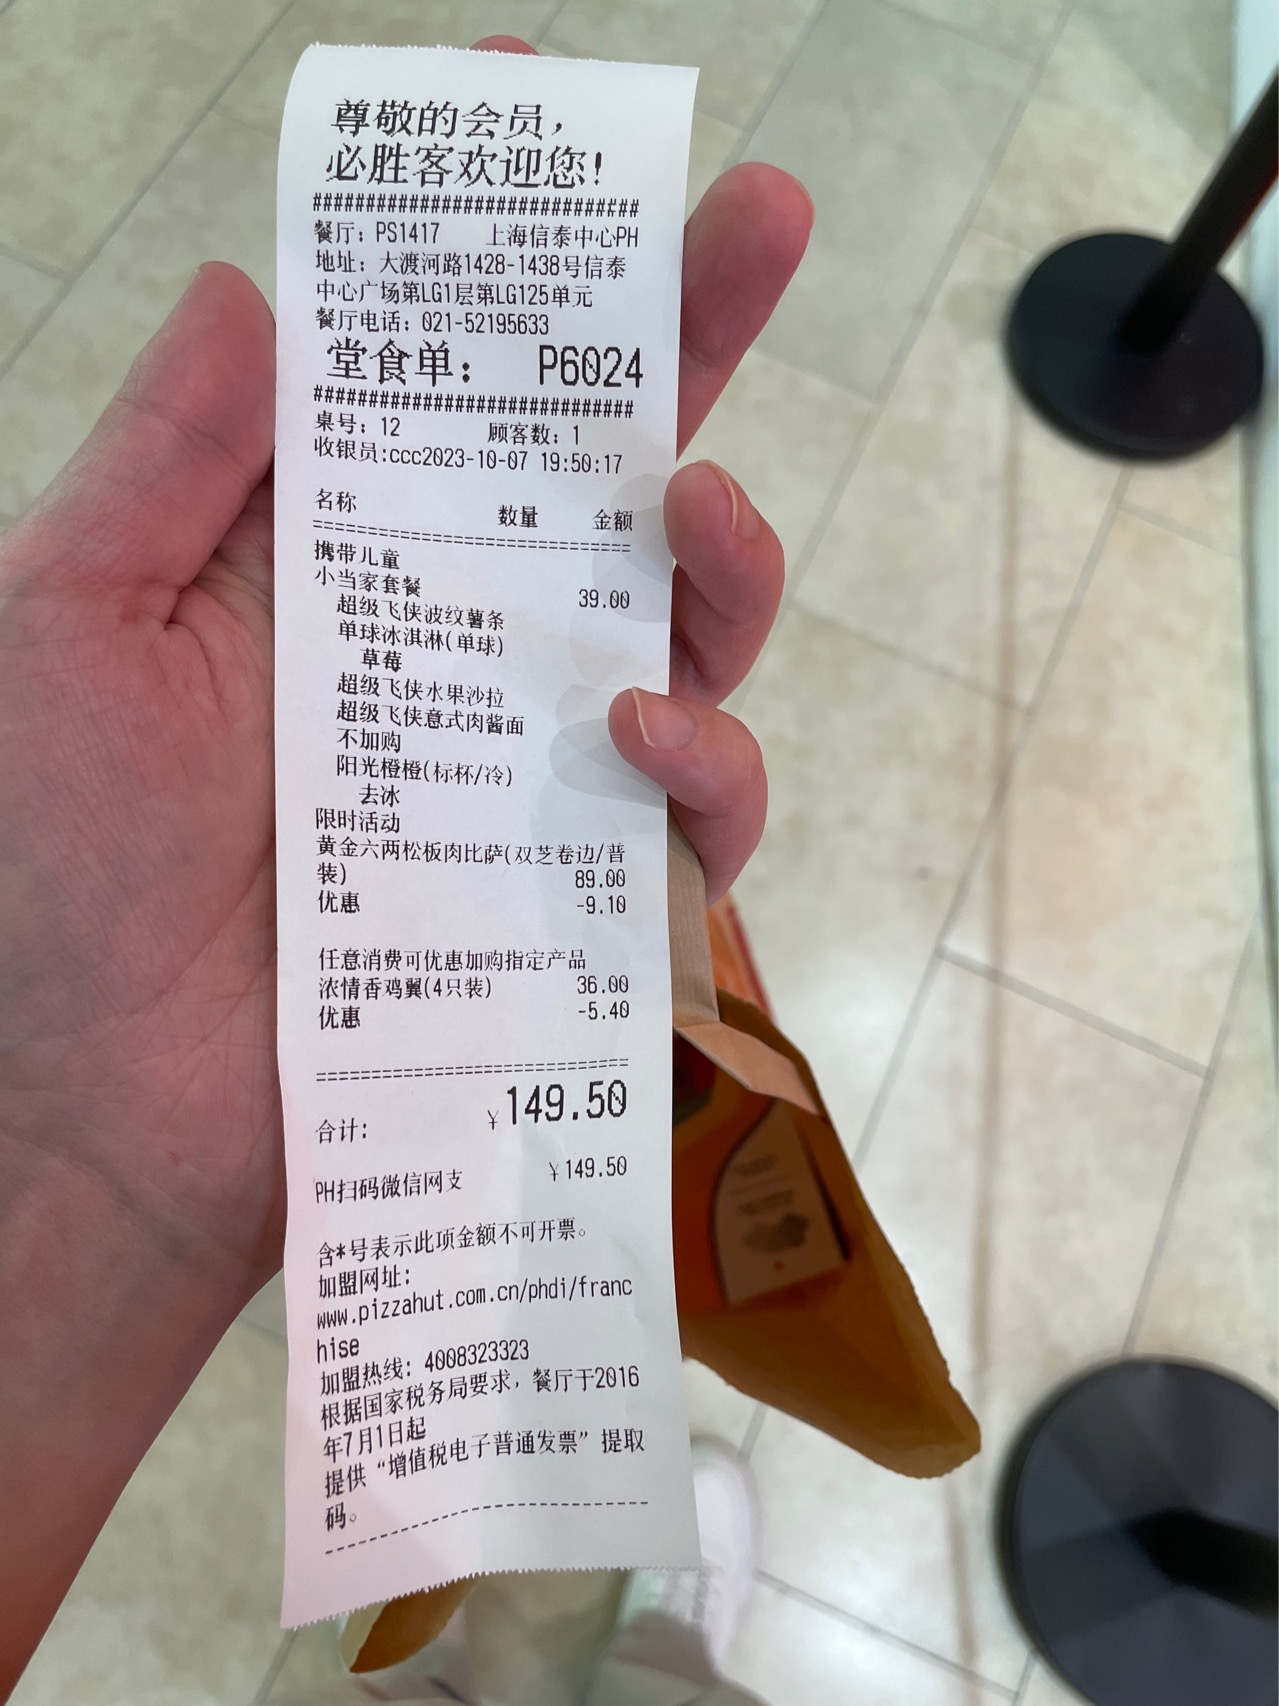 尊敬的会员，
必胜客欢迎您!
##############################
餐厅: PS1417 上海信泰中心PH
地址: 大渡河路1428-1438号信泰
中心广场第LG1层第LG125单元
餐厅电话: 021-52195633
堂食单: P6024
##############################
桌号: 12 顾客数: 1
收银员:ccc2023-10-07 19:50:17
名称 数量 金额
==============================
携带儿童
小当家套餐 39.00
超级飞侠波纹薯条
单球冰淇淋(单球)
草莓
超级飞侠水果沙拉
超级飞侠意式肉酱面
不加购
阳光橙橙(标杯/冷)
去冰
限时活动
黄金六两松板肉比萨(双芝卷边/普
装) 89.00
优惠 -9.10
任意消费可优惠加购指定产品
浓情香鸡翼(4只装) 36.00
优惠 -5.40
==============================
合计: ¥149.50
PH扫码微信网支 ¥149.50
含*号表示此项金额不可开票。
加盟网址:
www.pizzahut.com.cn/phdi/franc
hise
加盟热线: 4008323323
根据国家税务局要求，餐厅于2016
年7月1日起
提供“增值税电子普通发票”提取
码。
------------------------------